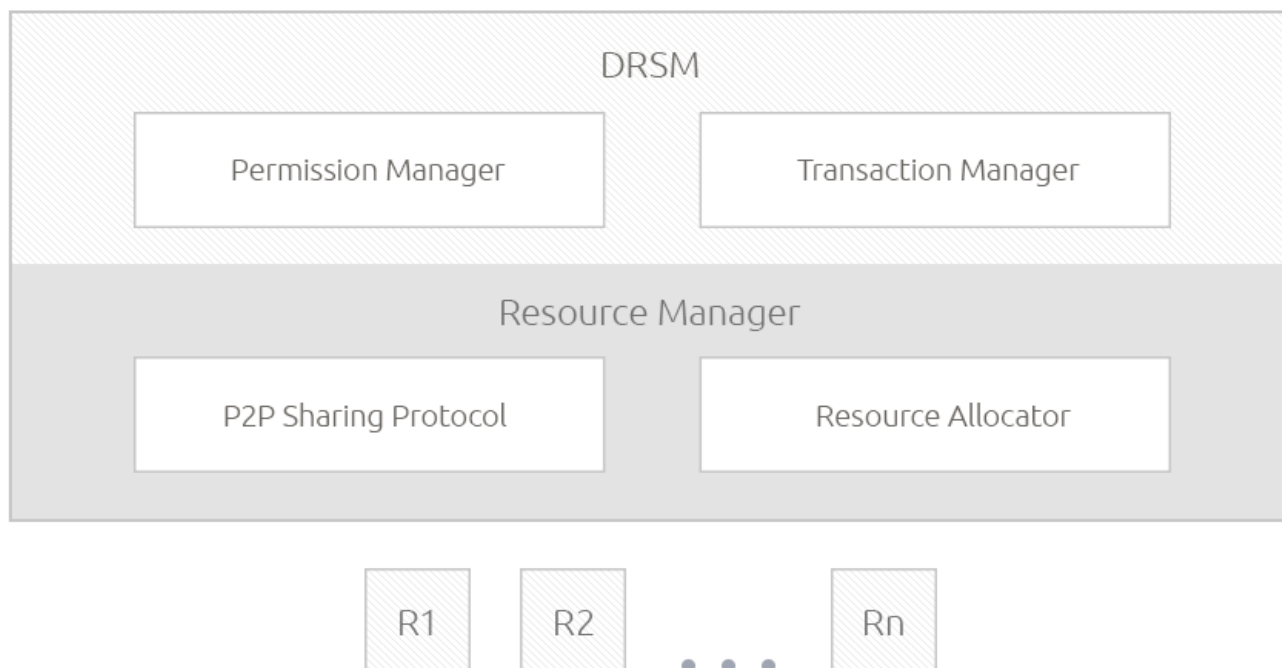 DRSM
Permission Manager
Transaction Manager
Resource Manager
P2P Sharing Protocol
Resource Allocator
R1
R2
Rn